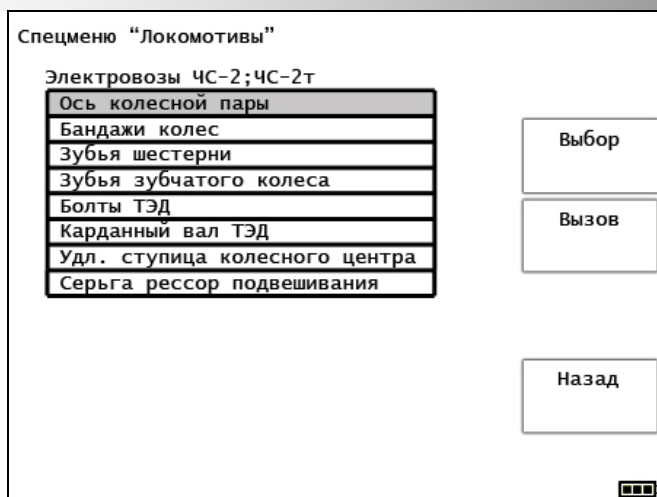 Спецменю “Локомотивы”
Электровозы ЧС-2;ЧС-2т
Ось колесной пары
Бандажи колес
Зубья шестерни
Зубья зубчатого колеса
Болты ТЭД
Карданный вал ТЭД
Удл. ступица колесного центра
Серьга рессор подвешивания
Выбор
Вызов
Назад